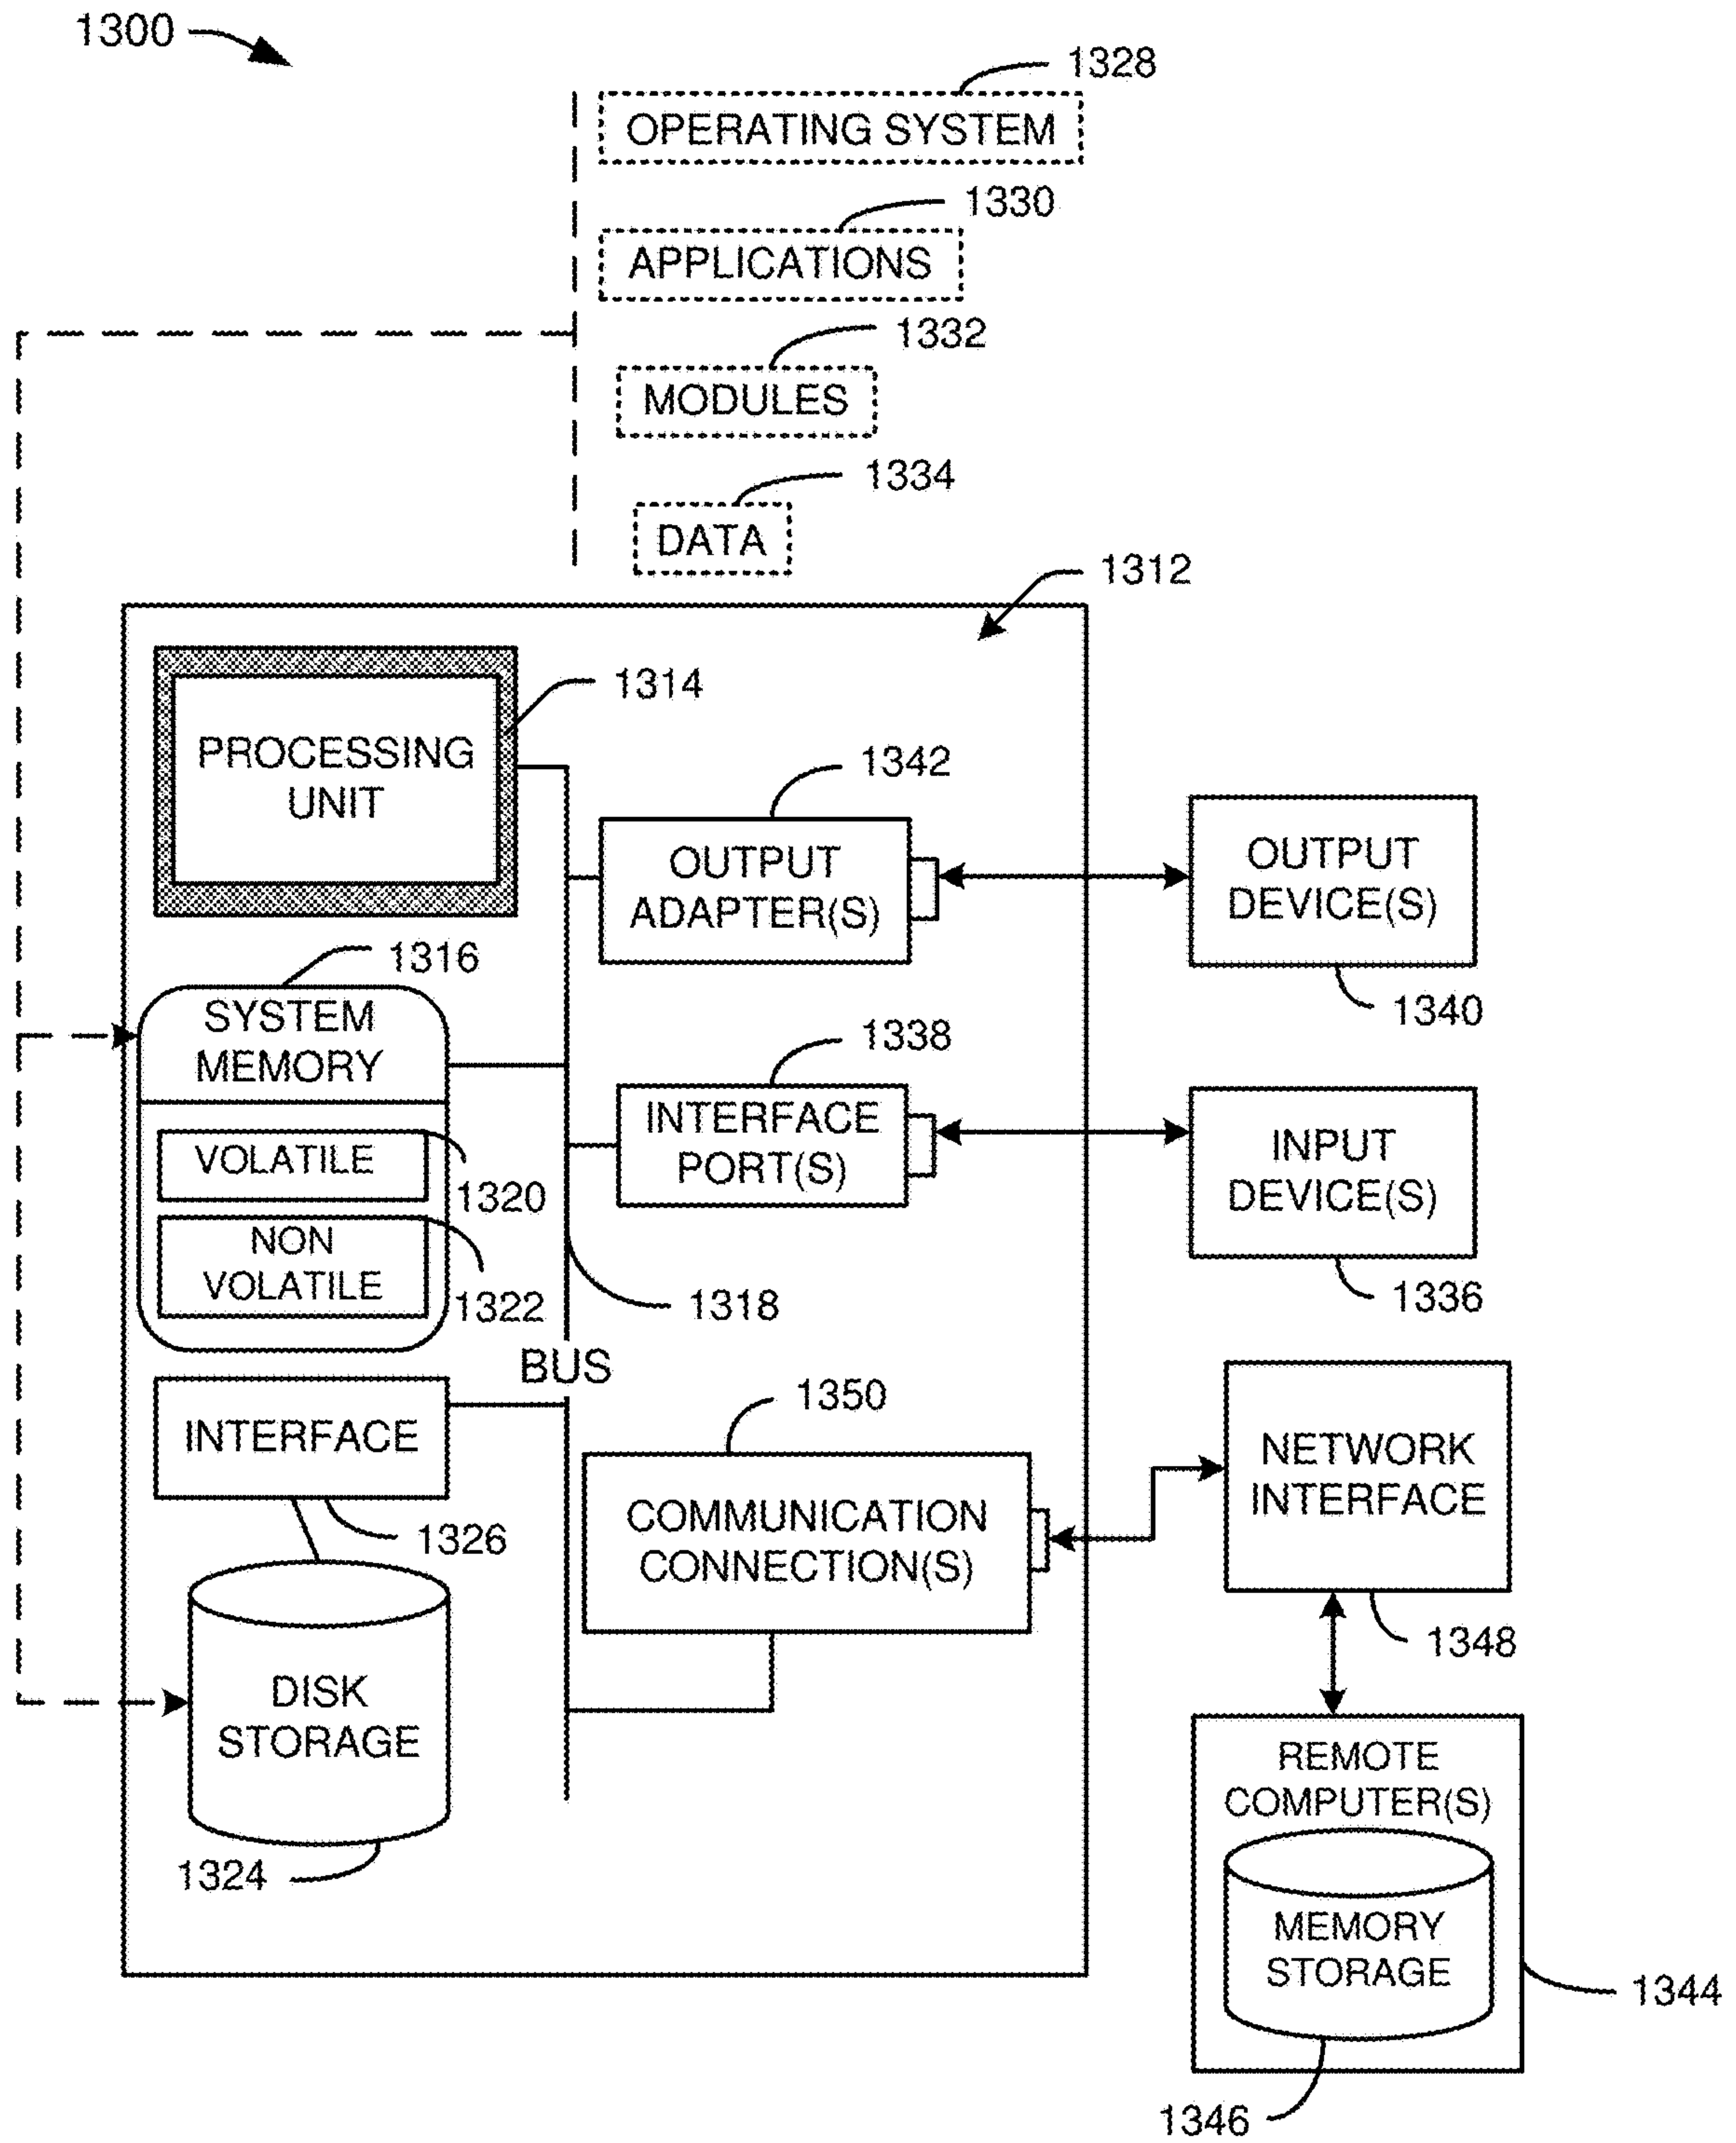 1300
1328
OPERATING SYSTEM
1330
APPLICATIONS
1332
MODULES
1334
DATA
1312
1314
PROCESSING
UNIT
1342
OUTPUT
ADAPTER(S)
OUTPUT
DEVICE(S)
1340
1316
SYSTEM
MEMORY
1338
INTERFACE
PORT(S)
INPUT
DEVICE(S)
1336
VOLATILE
1320
NON
VOLATILE
1322
1318
BUS
INTERFACE
1326
1350
COMMUNICATION
CONNECTION(S)
NETWORK
INTERFACE
1348
DISK
STORAGE
1324
REMOTE
COMPUTER(S)
MEMORY
STORAGE
1344
1346